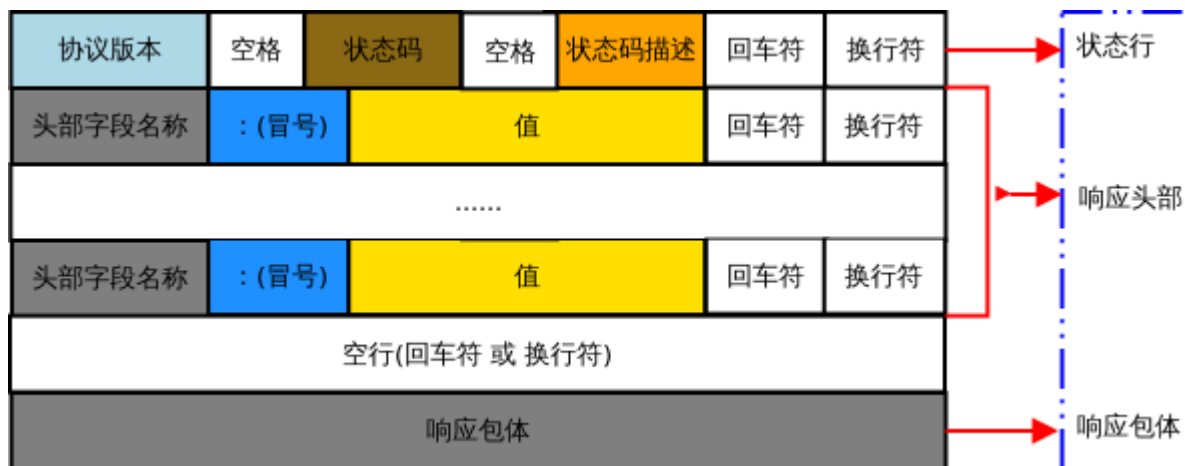 协议版本 空格 状态码 空格 状态码描述 回车符 换行符 状态行
头部字段名称 : (冒号) 值 回车符 换行符
...... 响应头部
头部字段名称 : (冒号) 值 回车符 换行符
空行(回车符 或 换行符)
响应包体 响应包体